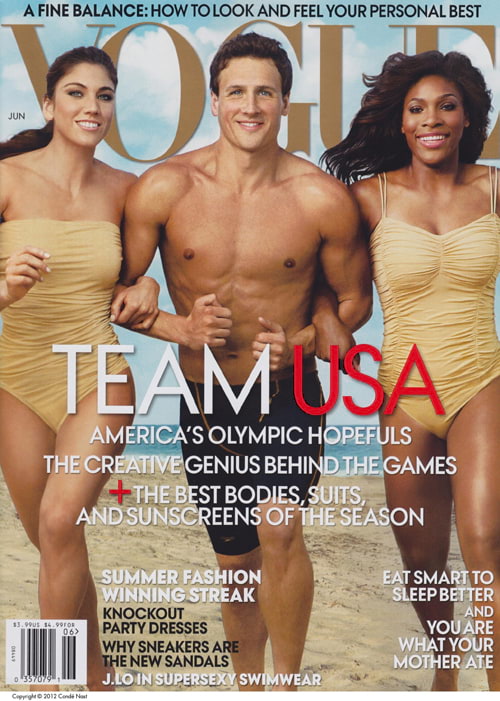 A FINE BALANCE: HOW TO LOOK AND FEEL YOUR PERSONAL BEST
VOGUE
JUN
TEAM USA
AMERICA'S OLYMPIC HOPEFULS
THE CREATIVE GENIUS BEHIND THE GAMES
+THE BEST BODIES, SUITS,
AND SUNSCREENS OF THE SEASON
SUMMER FASHION
WINNING STREAK
KNOCKOUT
PARTY DRESSES
WHY SNEAKERS ARE
THE NEW SANDALS
J.LO IN SUPERSEXY SWIMWEAR
EAT SMART TO
SLEEP BETTER
AND
YOU ARE
WHAT YOUR
MOTHER ATE
$3.99US $4.99FOR
06>
0 357079 1
Copyright © 2012 Condé Nast